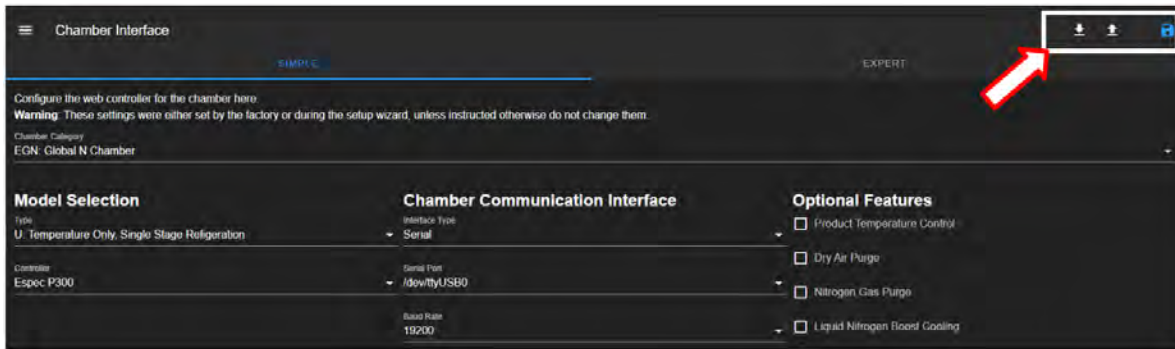 Chamber Interface
SIMPLE
EXPERT
Configure the web controller for the chamber here
Warning: These settings were either set by the factory or during the setup wizard, unless instructed otherwise do not change them.
Chamber Category
EGN: Global N Chamber
Model Selection
Type
U. Temperature Only, Single Stage Refigeration
Controller
Espec P300
Chamber Communication Interface
Interface Type
Serial
Serial Port
/dev/ttyUSB0
Baud Rate
19200
Optional Features
Product Temperature Control
Dry Air Purge
Nitrogen Gas Purge
Liquid Nitrogen Boost Cooling